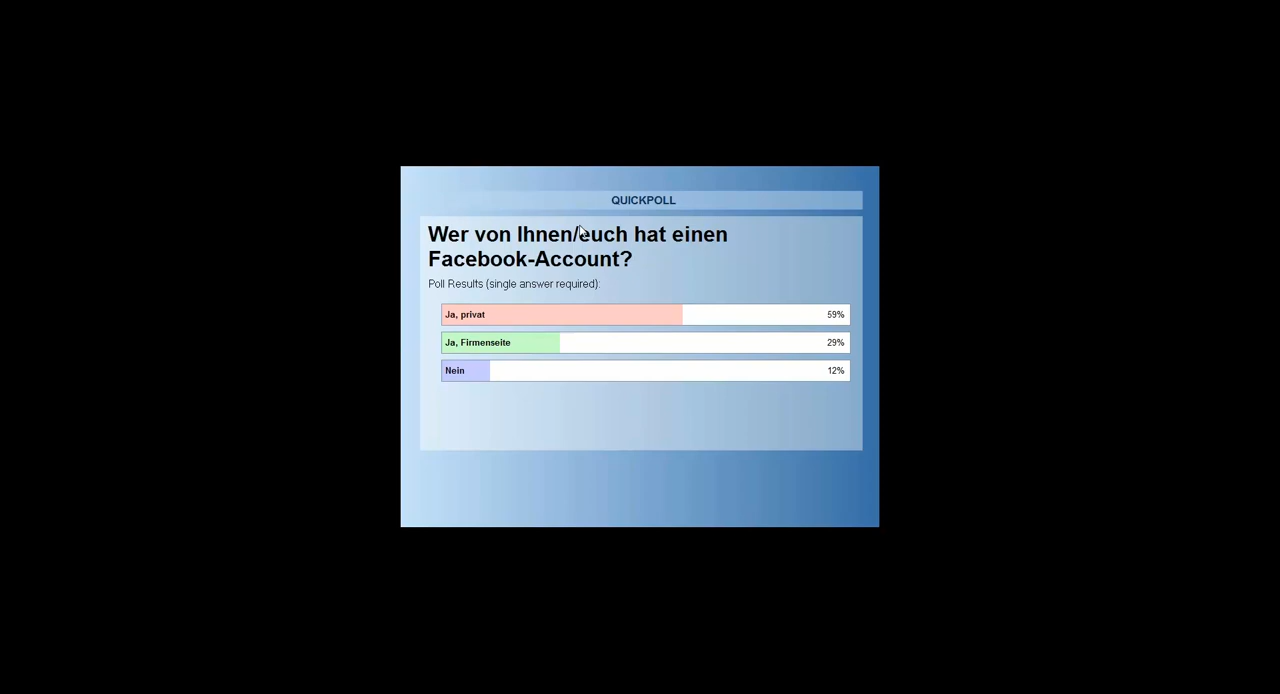 QUICKPOLL
Wer von Ihnen/euch hat einen
Facebook-Account?
Poll Results (single answer required):
Ja, privat 59%
Ja, Firmenseite 29%
Nein 12%